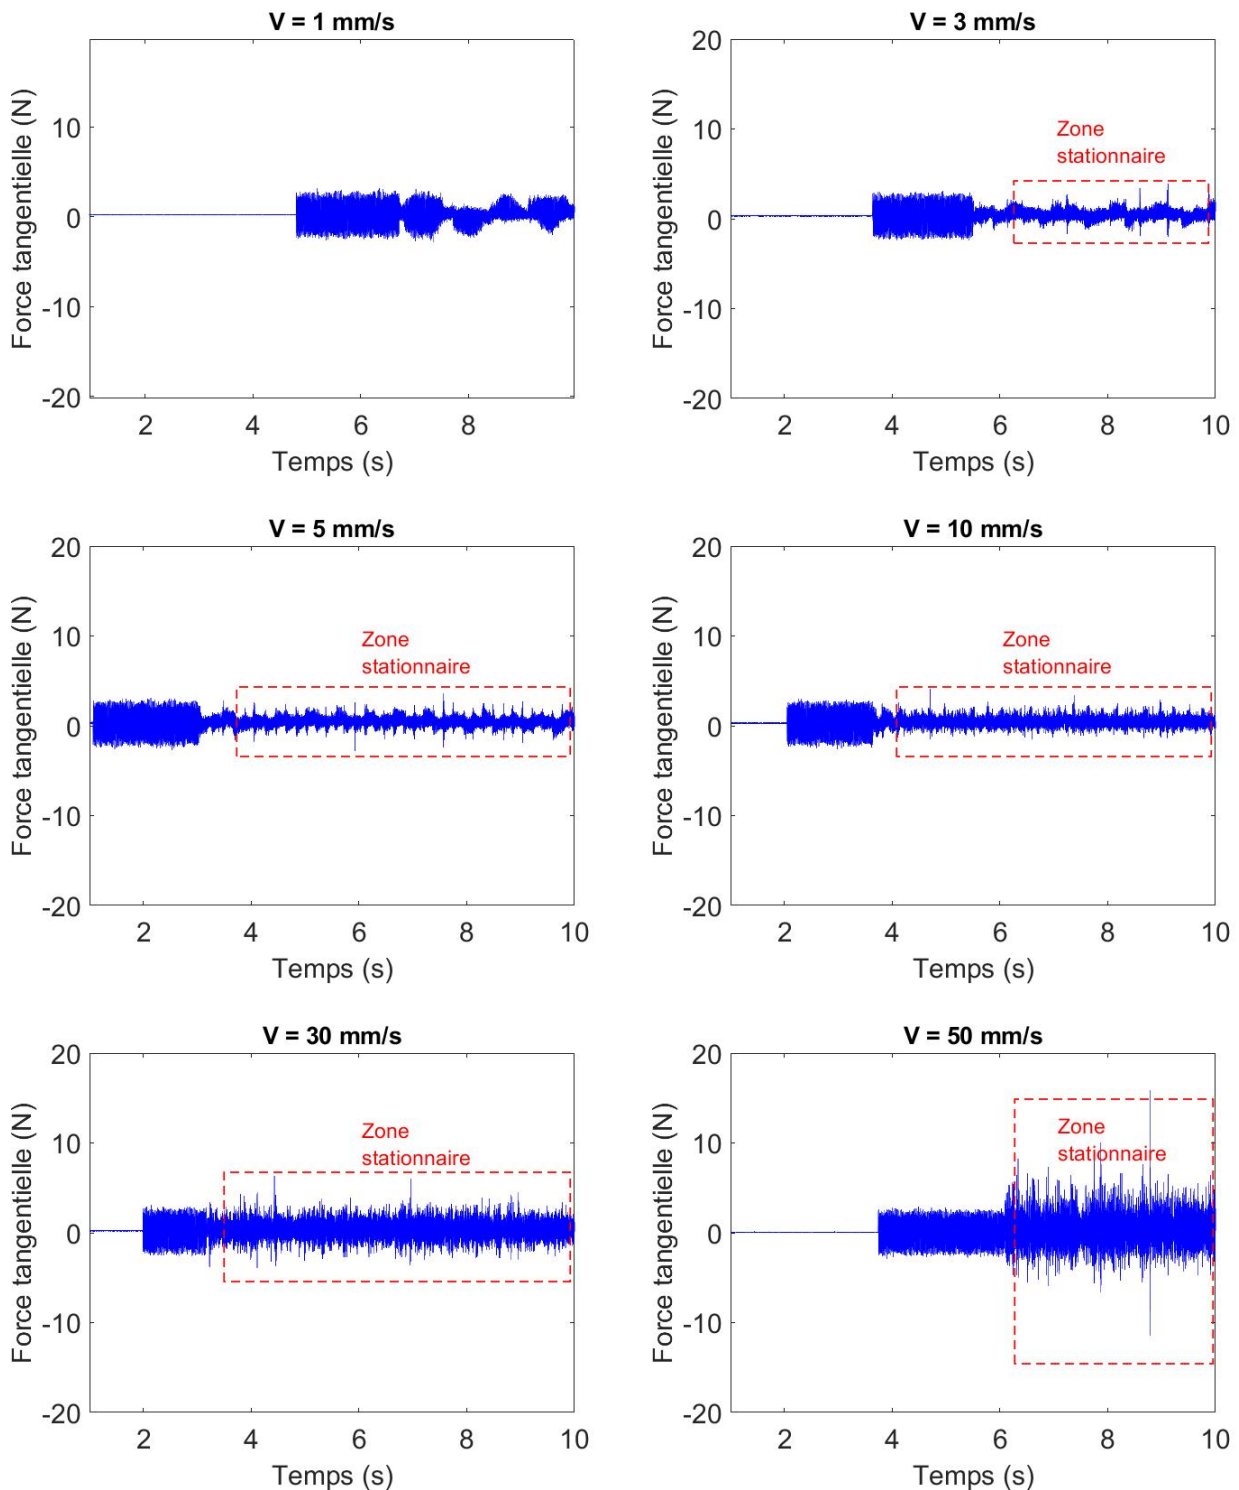 V = 1 mm/s
Force tangentielle (N)
10
0
-10
-20
2 4 6 8
Temps (s)
V = 3 mm/s
Force tangentielle (N)
20
10
0
-10
-20
Zone
stationnaire
2 4 6 8 10
Temps (s)
V = 5 mm/s
Force tangentielle (N)
20
10
0
-10
-20
Zone
stationnaire
2 4 6 8 10
Temps (s)
V = 10 mm/s
Force tangentielle (N)
20
10
0
-10
-20
Zone
stationnaire
2 4 6 8 10
Temps (s)
V = 30 mm/s
Force tangentielle (N)
20
10
0
-10
-20
Zone
stationnaire
2 4 6 8 10
Temps (s)
V = 50 mm/s
Force tangentielle (N)
20
10
0
-10
-20
Zone
stationnaire
2 4 6 8 10
Temps (s)